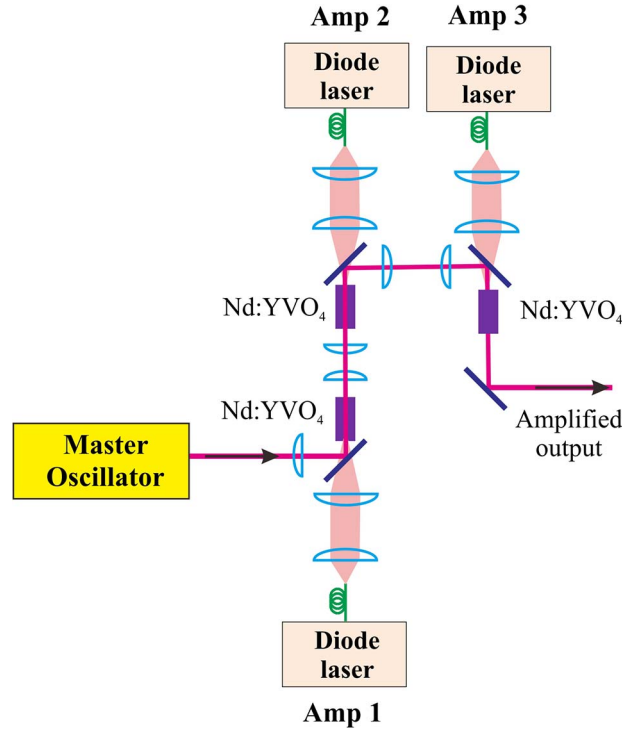 Amp 2
Amp 3
Diode
laser
Diode
laser
Nd:YVO₄
Nd:YVO₄
Nd:YVO₄
Master
Oscillator
Amplified
output
Diode
laser
Amp 1